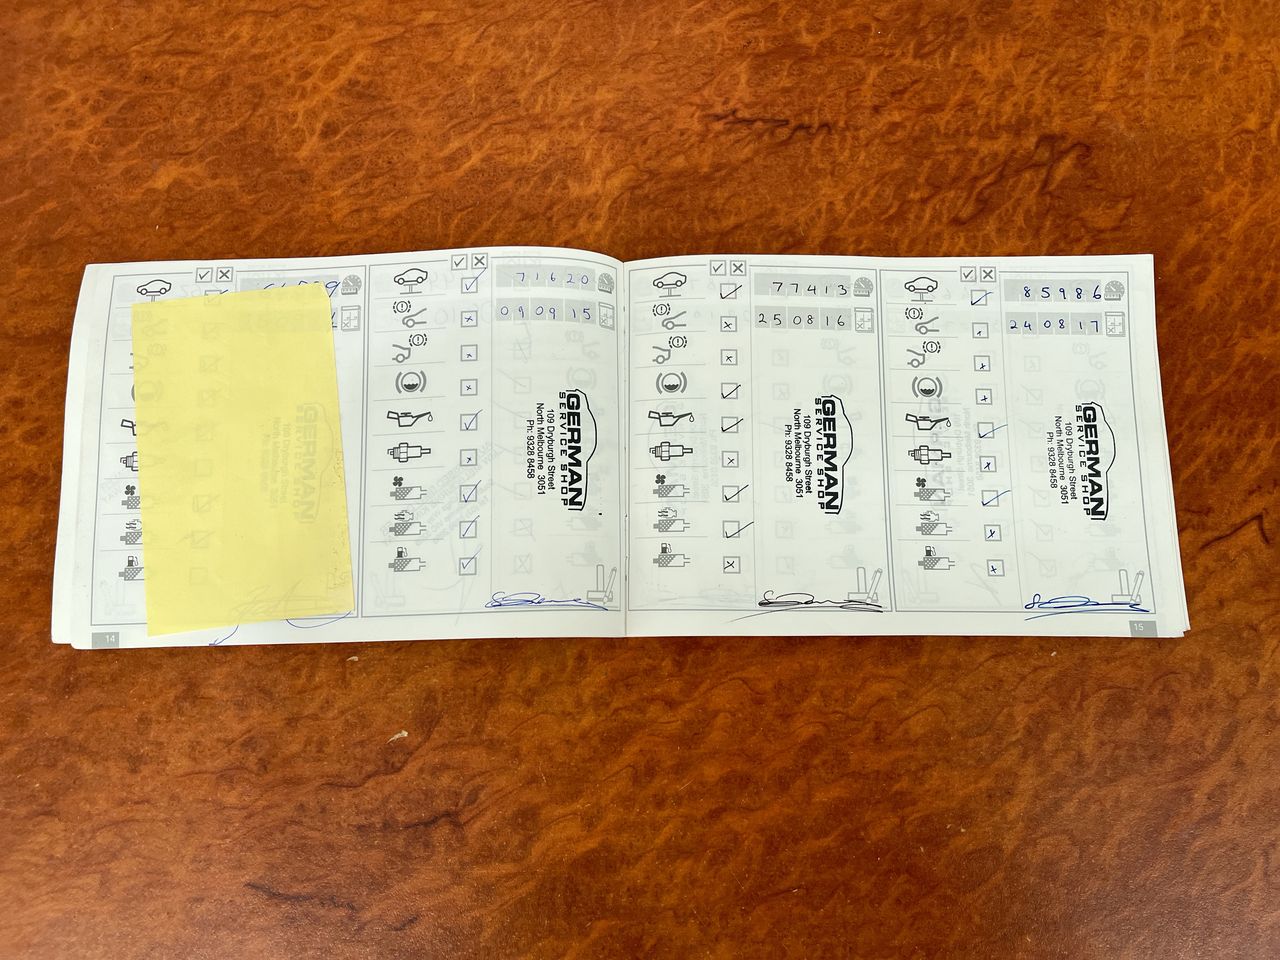 14
71620
090915
GERMAN
SERVICE SHOP
109 Dryburgh Street
North Melbourne 3051
Ph: 9328 8458
77413
250816
GERMAN
SERVICE SHOP
109 Dryburgh Street
North Melbourne 3051
Ph: 9328 8458
85986
240817
GERMAN
SERVICE SHOP
109 Dryburgh Street
North Melbourne 3051
Ph: 9328 8458
15